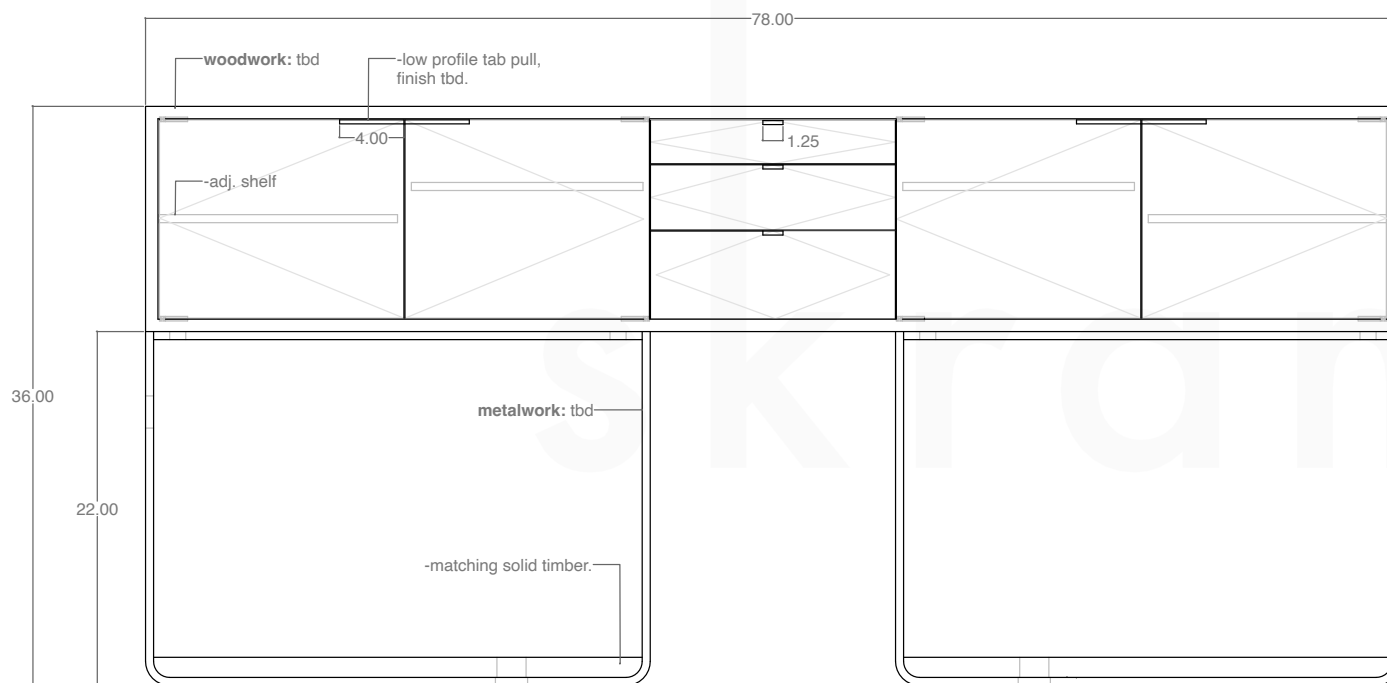 78.00
woodwork: tbd
-low profile tab pull,
finish tbd.
4.00
1.25
-adj. shelf
36.00
metalwork: tbd
skran
22.00
-matching solid timber.